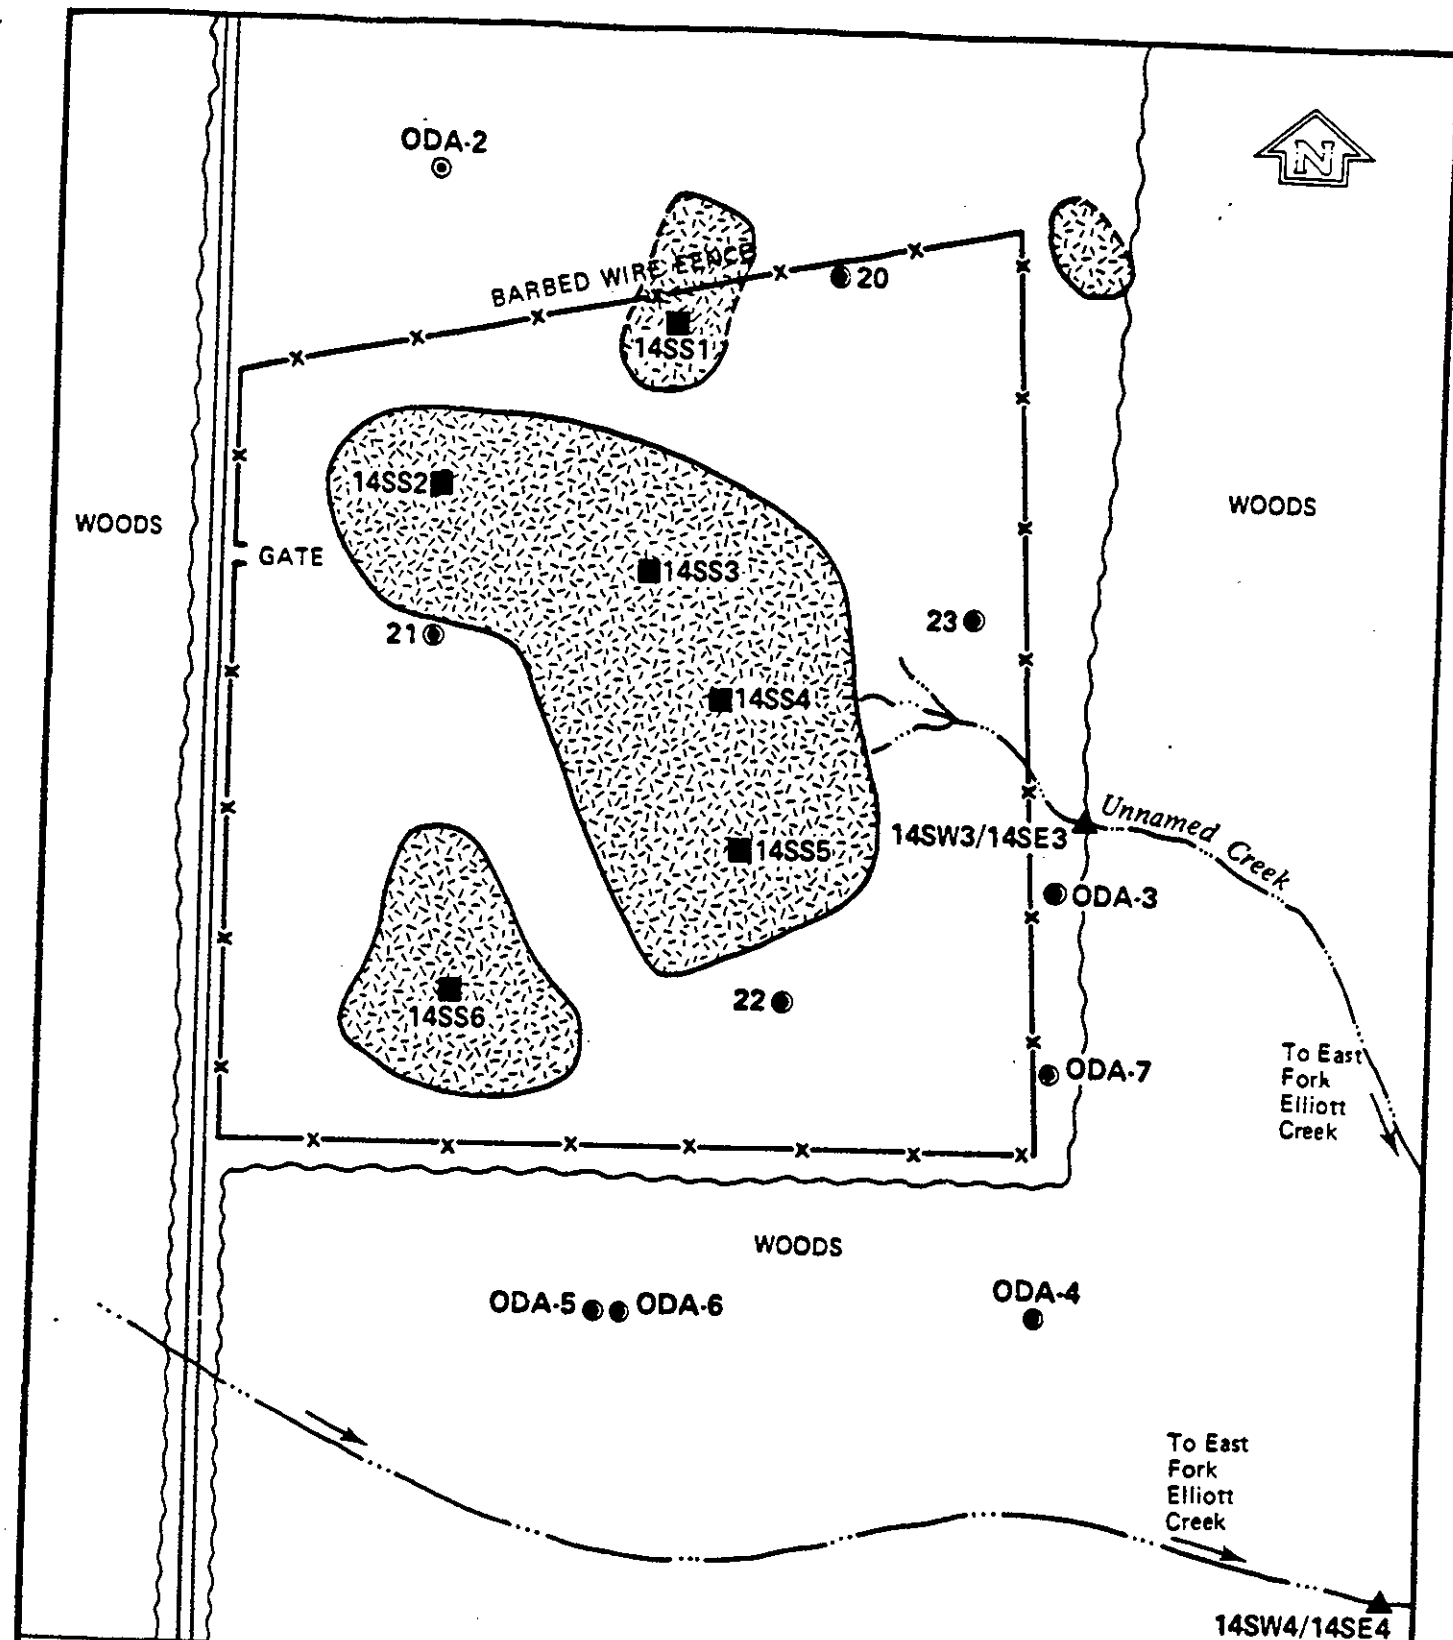 ODA-2
N
BARBED WIRE FENCE
20
14SS1
14SS2
WOODS
WOODS
GATE
14SS3
21
23
14SS4
Unnamed Creek
14SW3/14SE3
14SS5
ODA-3
14SS6
22
To East
Fork
Elliott
Creek
ODA-7
WOODS
ODA-5
ODA-6
ODA-4
To East
Fork
Elliott
Creek
14SW4/14SE4